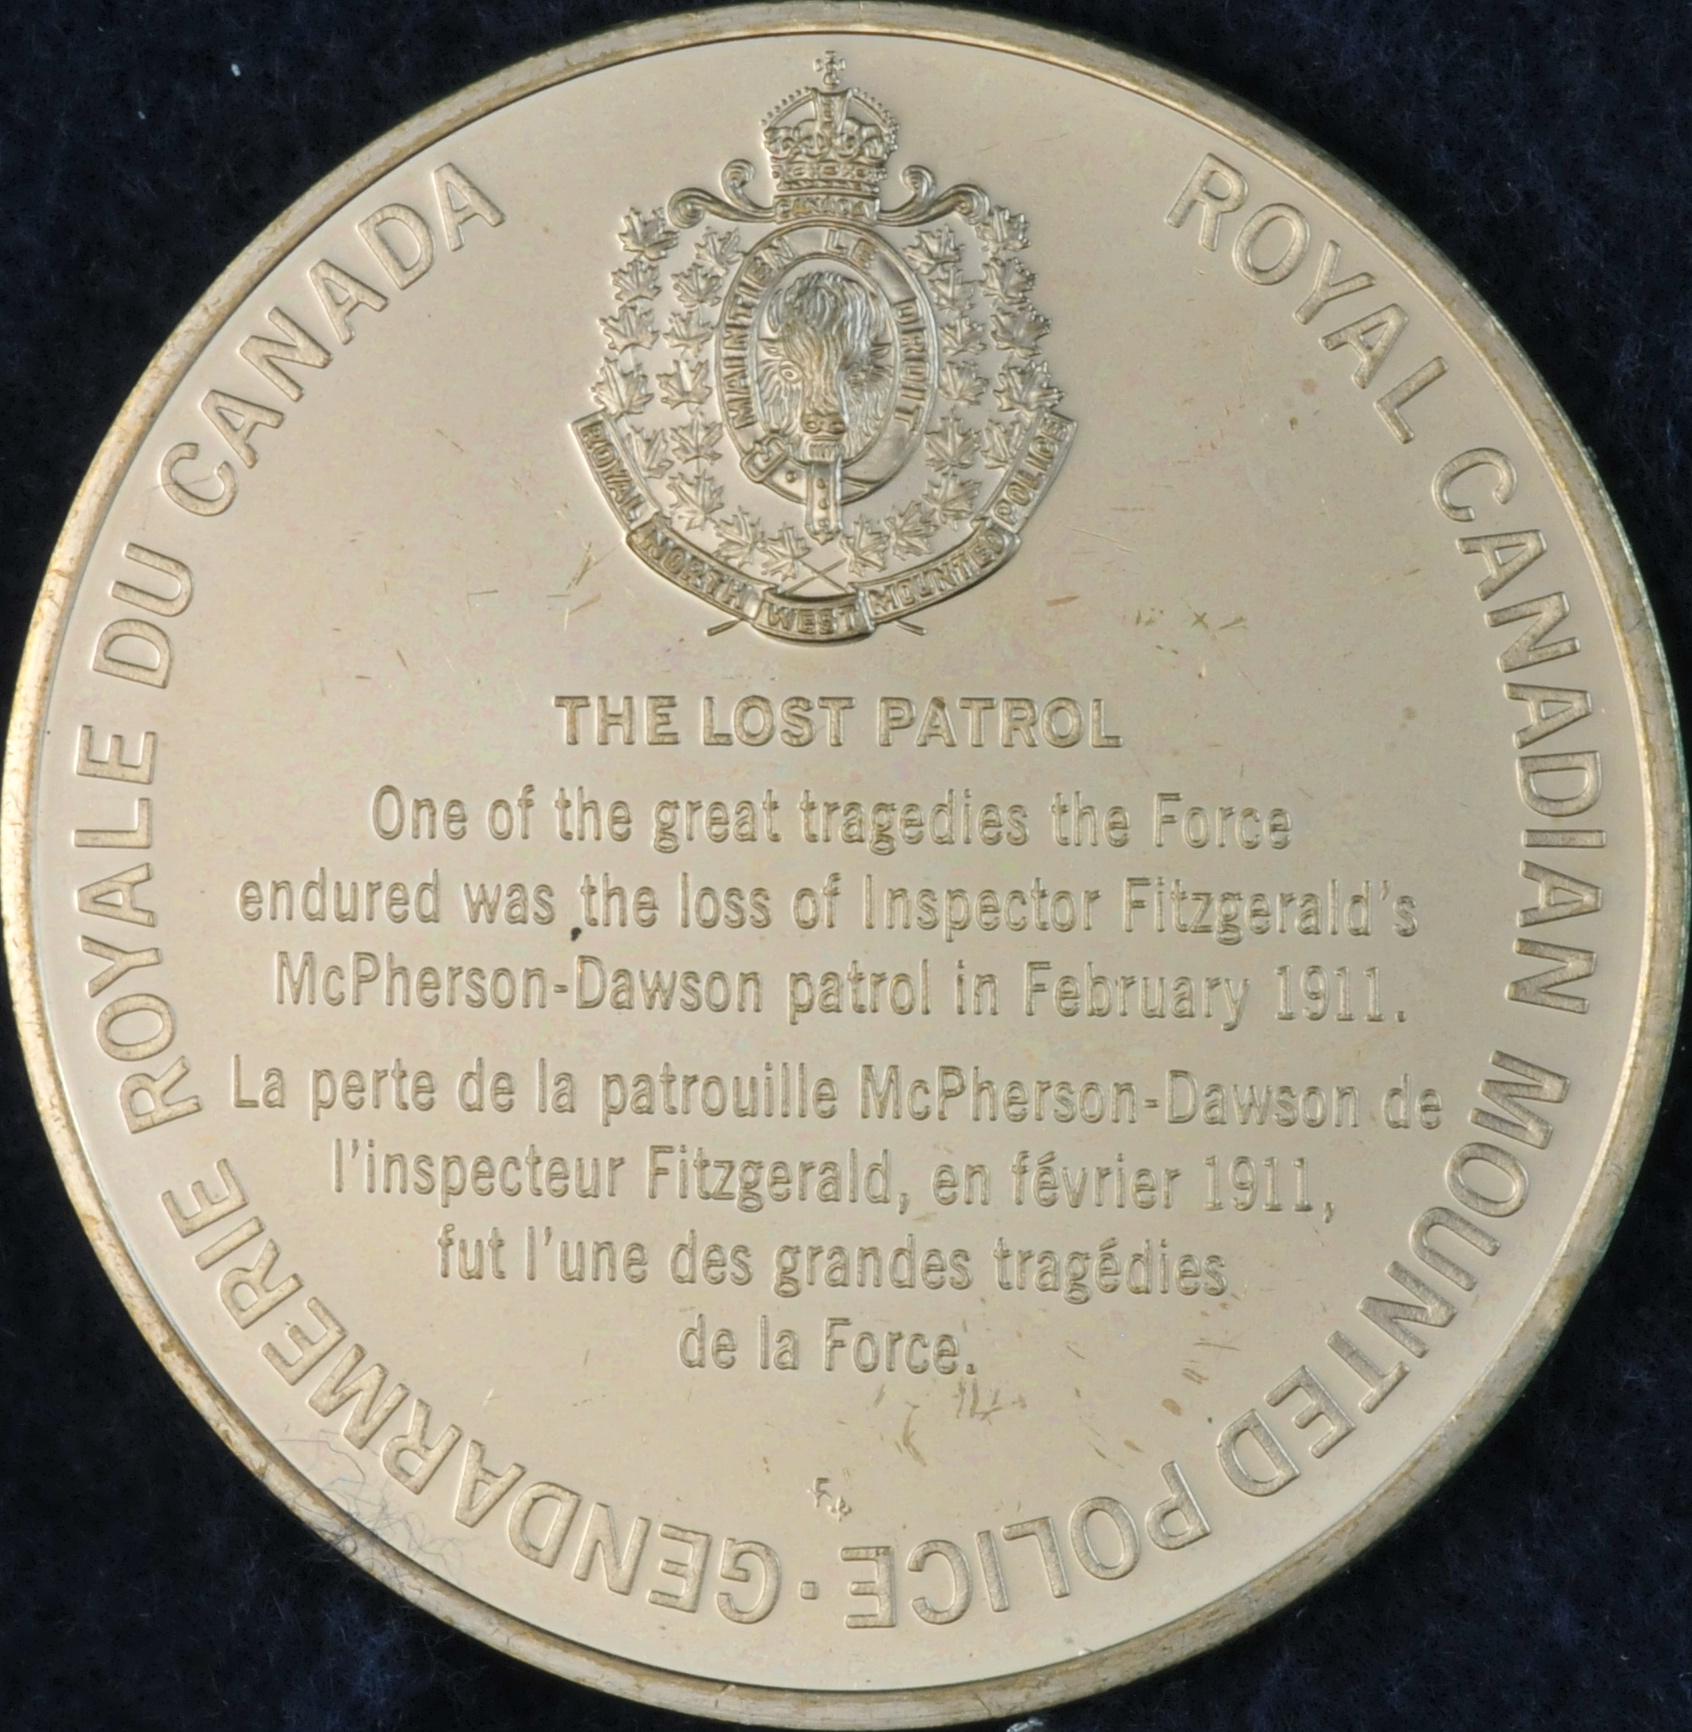 CANADA
MAINTIEN LE DROIT
ROYAL NORTH WEST MOUNTED POLICE
ROYAL CANADIAN MOUNTED POLICE · GENDARMERIE ROYALE DU CANADA
THE LOST PATROL
One of the great tragedies the Force
endured was the loss of Inspector Fitzgerald's
McPherson-Dawson patrol in February 1911.
La perte de la patrouille McPherson-Dawson de
l'inspecteur Fitzgerald, en février 1911,
fut l'une des grandes tragédies
de la Force.